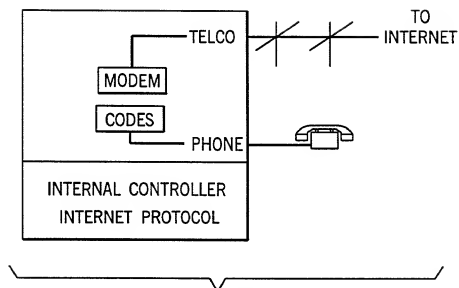 TO
TELCO
INTERNET
MODEM
CODES
PHONE
INTERNAL CONTROLLER
INTERNET PROTOCOL